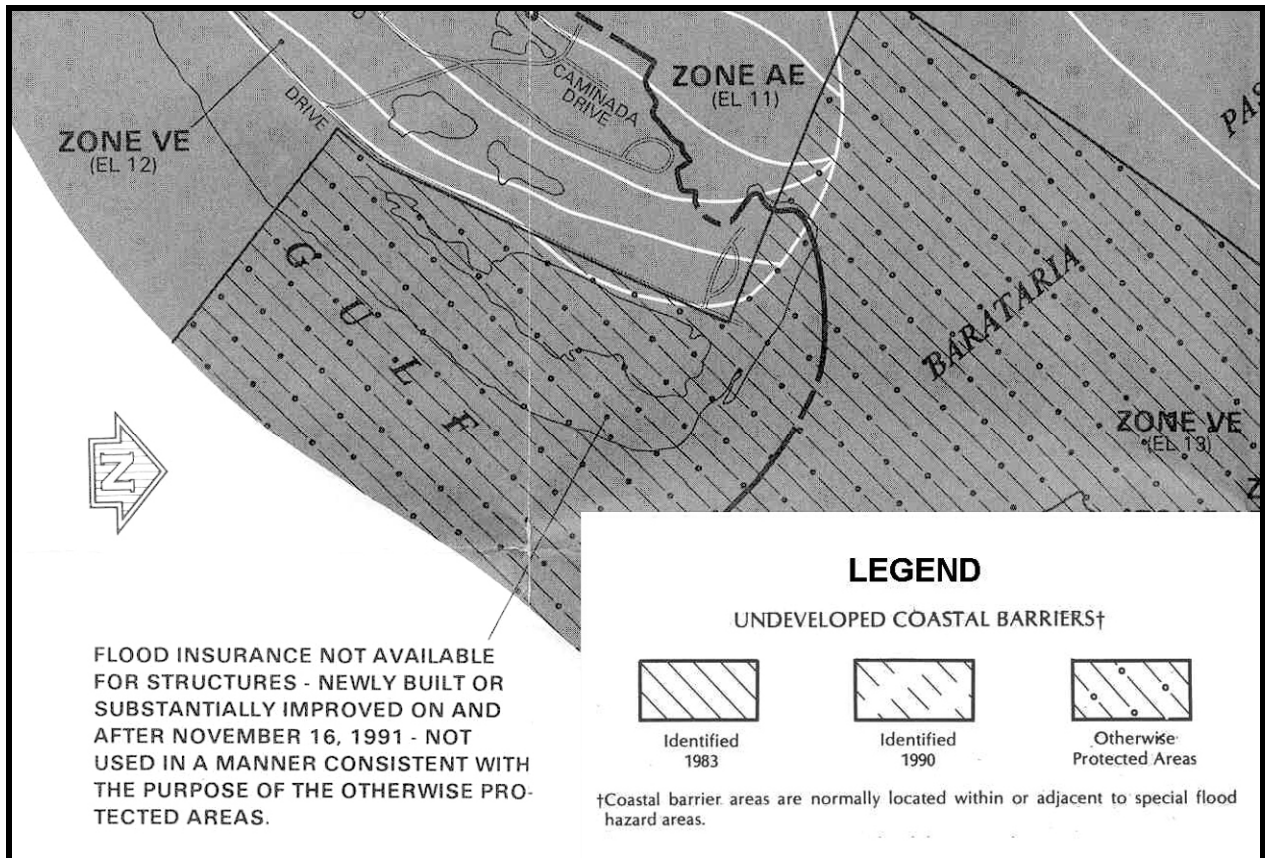 ZONE AE
(EL 11)
CAMINADA
DRIVE
DRIVE
ZONE VE
(EL 12)
GULF
BARATARIA
ZONE VE
(EL 13)
N
FLOOD INSURANCE NOT AVAILABLE
FOR STRUCTURES - NEWLY BUILT OR
SUBSTANTIALLY IMPROVED ON AND
AFTER NOVEMBER 16, 1991 - NOT
USED IN A MANNER CONSISTENT WITH
THE PURPOSE OF THE OTHERWISE PRO-
TECTED AREAS.
LEGEND
UNDEVELOPED COASTAL BARRIERS†
Identified
1983
Identified
1990
Otherwise
Protected Areas
†Coastal barrier areas are normally located within or adjacent to special flood
hazard areas.